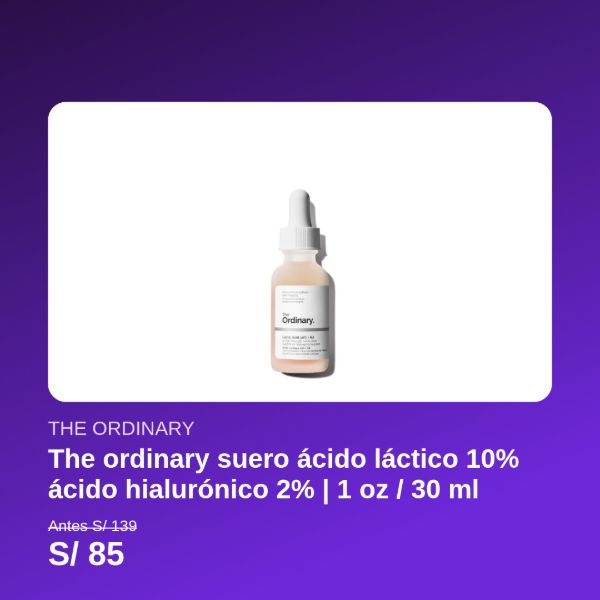 The
Ordinary.
THE ORDINARY
The ordinary suero ácido láctico 10%
ácido hialurónico 2% | 1 oz / 30 ml
Antes S/ 139
S/ 85